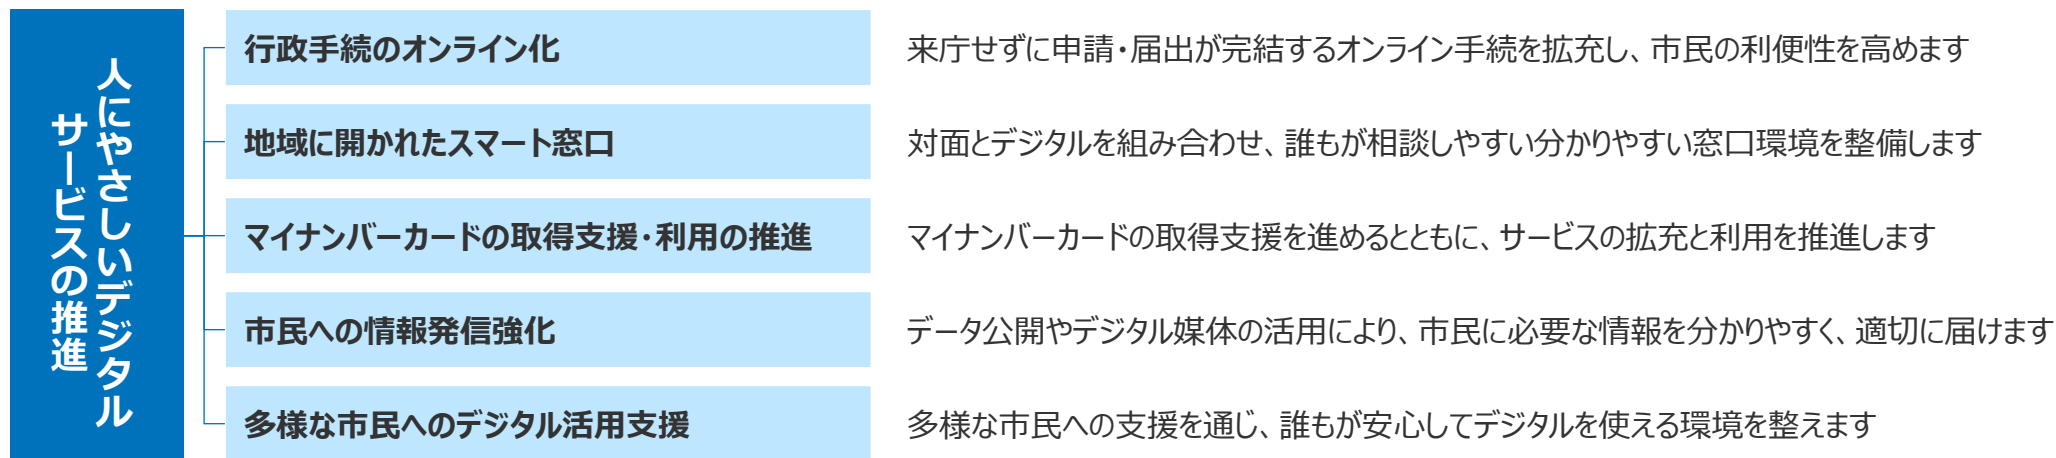 人にやさしいデジタル
サービスの推進
行政手続のオンライン化
来庁せずに申請・届出が完結するオンライン手続を拡充し、市民の利便性を高めます
地域に開かれたスマート窓口
対面とデジタルを組み合わせ、誰もが相談しやすい分かりやすい窓口環境を整備します
マイナンバーカードの取得支援・利用の推進
マイナンバーカードの取得支援を進めるとともに、サービスの拡充と利用を推進します
市民への情報発信強化
データ公開やデジタル媒体の活用により、市民に必要な情報を分かりやすく、適切に届けます
多様な市民へのデジタル活用支援
多様な市民への支援を通じ、誰もが安心してデジタルを使える環境を整えます